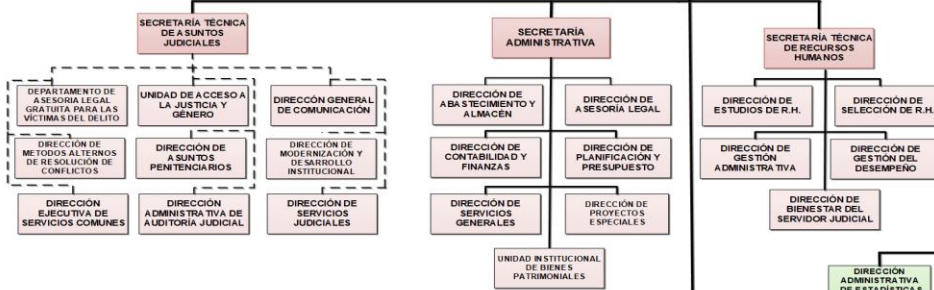 SECRETARÍA TÉCNICA
DE ASUNTOS
JUDICIALES
DEPARTAMENTO DE
ASESORIA LEGAL
GRATUITA PARA LAS
VÍCTIMAS DEL DELITO
UNIDAD DE ACCESO A
LA JUSTICIA Y
GÉNERO
DIRECCÓN GENERAL
DE COMUNICACIÓN
DIRECCIÓN DE
METODOS ALTERNOS
DE RESOLUCIÓN DE
CONFLICTOS
DIRECCIÓN DE
ASUNTOS
PENITENCIARIOS
DIRECCIÓN DE
MODERNIZACIÓN Y
DESARROLLO
INSTITUCIONAL
DIRECCIÓN
EJECUTIVA DE
SERVICIOS COMUNES
DIRECCIÓN
ADMINISTRATIVA DE
AUDITORÍA JUDICIAL
DIRECCIÓN DE
SERVICIOS
JUDICIALES
SECRETARÍA
ADMINISTRATIVA
DIRECCIÓN DE
ABASTECIMIENTO Y
ALMACÉN
DIRECCIÓN DE
ASESORÍA LEGAL
DIRECCIÓN DE
CONTABILIDAD Y
FINANZAS
DIRECCIÓN DE
PLANIFICACIÓN Y
PRESUPUESTO
DIRECCIÓN DE
SERVICIOS
GENERALES
DIRECCIÓN DE
PROYECTOS
ESPECIALES
UNIDAD INSTITUCIONAL
DE BIENES
PATRIMONIALES
SECRETARÍA TÉCNICA
DE RECURSOS
HUMANOS
DIRECCIÓN DE
ESTUDIOS DE R.H.
DIRECCIÓN DE
SELECCIÓN DE R.H.
DIRECCIÓN DE
GESTIÓN
ADMINISTRATIVA
DIRECCIÓN DE
GESTIÓN DEL
DESEMPEÑO
DIRECCIÓN DE
BIENESTAR DEL
SERVIDOR JUDICIAL
DIRECCIÓN
ADMINISTRATIVA
DE ESTADÍSTICAS